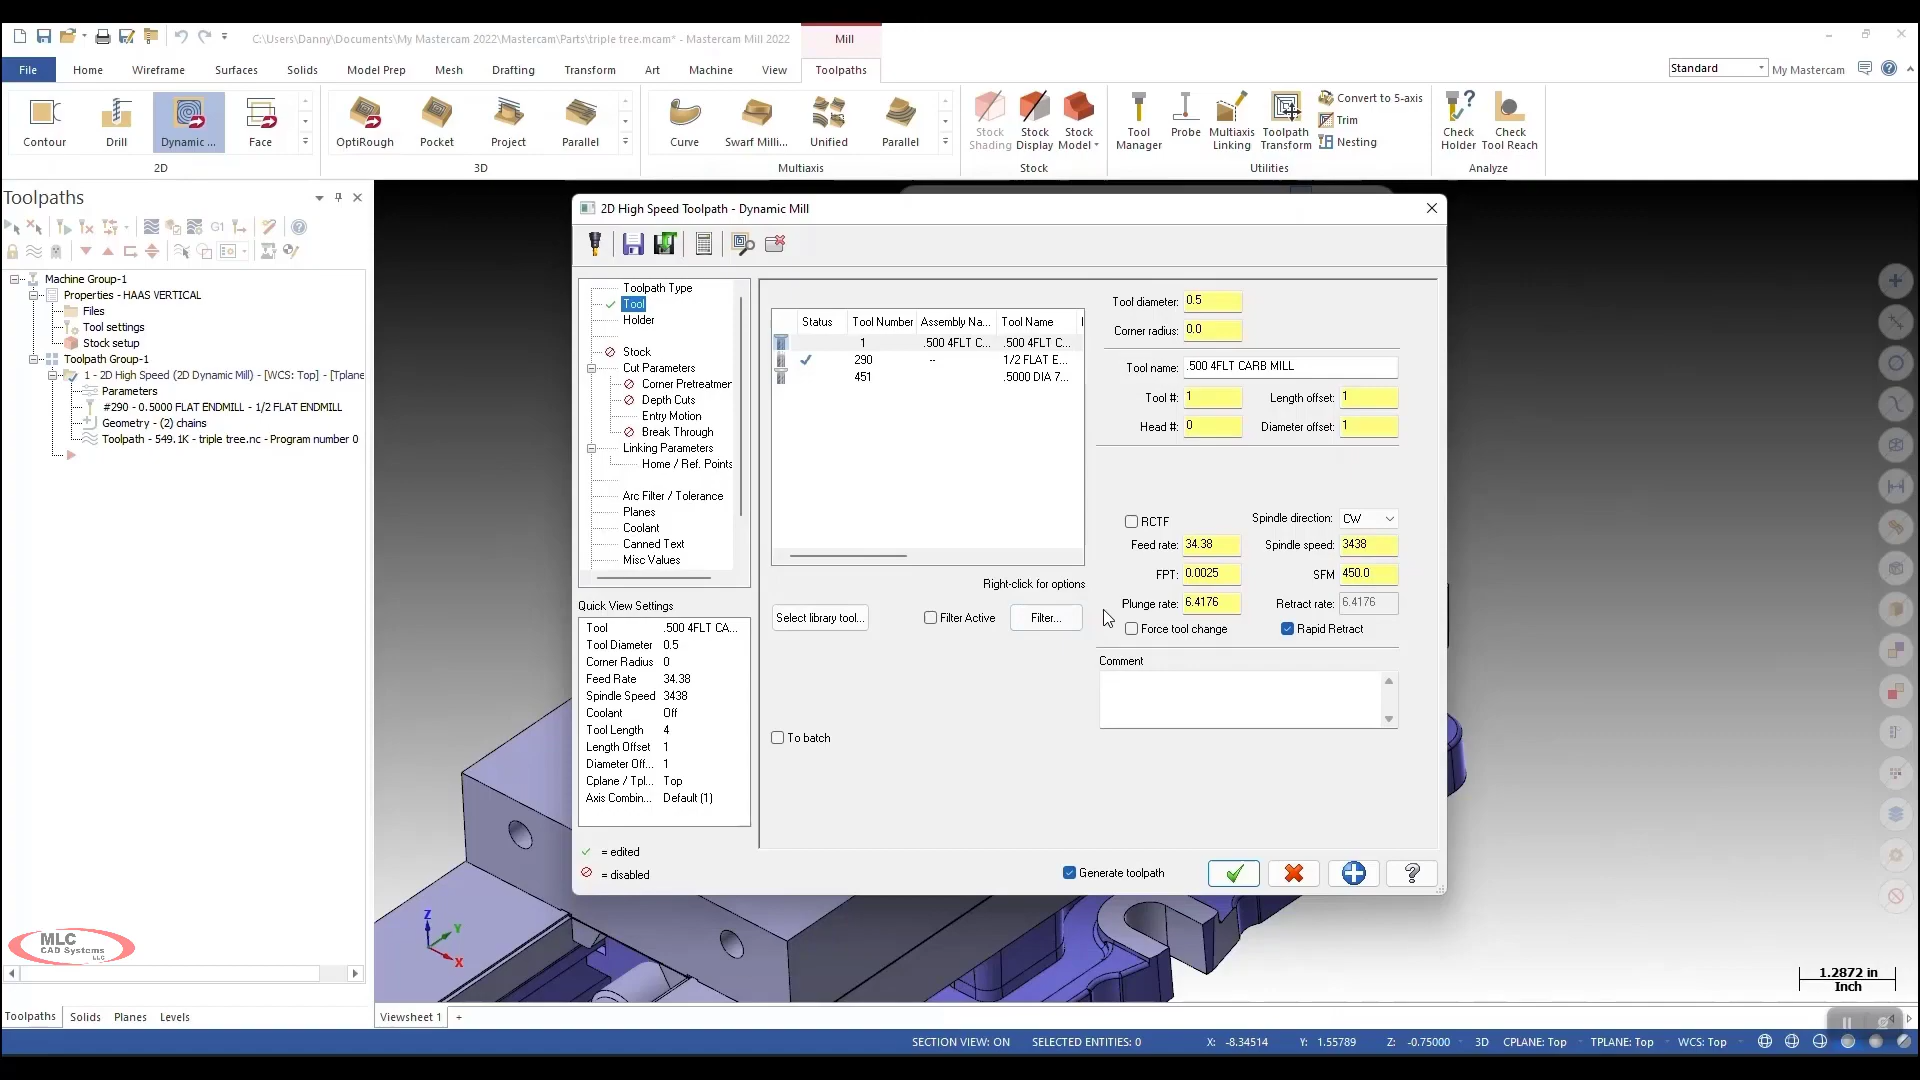 C:\Users\Danny\Documents\My Mastercam 2022\Mastercam\Parts\triple tree.mcam* - Mastercam Mill 2022
Mill
File Home Wireframe Surfaces Solids Model Prep Mesh Drafting Transform Art Machine View Toolpaths
Standard My Mastercam
Contour Drill Dynamic ... Face
OptiRough Pocket Project Parallel
Curve Swarf Milli... Unified Parallel
Stock Shading Stock Display Stock Model
Tool Manager Probe Multiaxis Linking Toolpath Transform
Convert to 5-axis
Trim
Nesting
Check Holder Check Tool Reach
2D 3D Multiaxis Stock Utilities Analyze
Toolpaths
G1
Machine Group-1
Properties - HAAS VERTICAL
Files
Tool settings
Stock setup
Toolpath Group-1
1 - 2D High Speed (2D Dynamic Mill) - [WCS: Top] - [Tplane
Parameters
#290 - 0.5000 FLAT ENDMILL - 1/2 FLAT ENDMILL
Geometry - (2) chains
Toolpath - 549.1K - triple tree.nc - Program number 0
2D High Speed Toolpath - Dynamic Mill
Toolpath Type
Tool
Holder
Stock
Cut Parameters
Corner Pretreatmer
Depth Cuts
Entry Motion
Break Through
Linking Parameters
Home / Ref. Points
Arc Filter / Tolerance
Planes
Coolant
Canned Text
Misc Values
Quick View Settings
Tool .500 4FLT CA...
Tool Diameter 0.5
Corner Radius 0
Feed Rate 34.38
Spindle Speed 3438
Coolant Off
Tool Length 4
Length Offset 1
Diameter Off... 1
Cplane / Tpl... Top
Axis Combin... Default (1)
= edited
= disabled
Status Tool Number Assembly Na... Tool Name
1 .500 4FLT C... .500 4FLT C...
290 -- 1/2 FLAT E...
451 .5000 DIA 7...
Right-click for options
Select library tool... Filter Active Filter...
To batch
Tool diameter: 0.5
Corner radius: 0.0
Tool name: .500 4FLT CARB MILL
Tool #: 1 Length offset: 1
Head #: 0 Diameter offset: 1
RCTF Spindle direction: CW
Feed rate: 34.38 Spindle speed: 3438
FPT: 0.0025 SFM 450.0
Plunge rate: 6.4176 Retract rate: 6.4176
Force tool change Rapid Retract
Comment
Generate toolpath
Z Y X
MLC
CAD Systems
LLC
1.2872 in
Inch
Toolpaths Solids Planes Levels
Viewsheet 1 +
SECTION VIEW: ON SELECTED ENTITIES: 0 X: -8.34514 Y: 1.55789 Z: -0.75000 3D CPLANE: Top TPLANE: Top WCS: Top